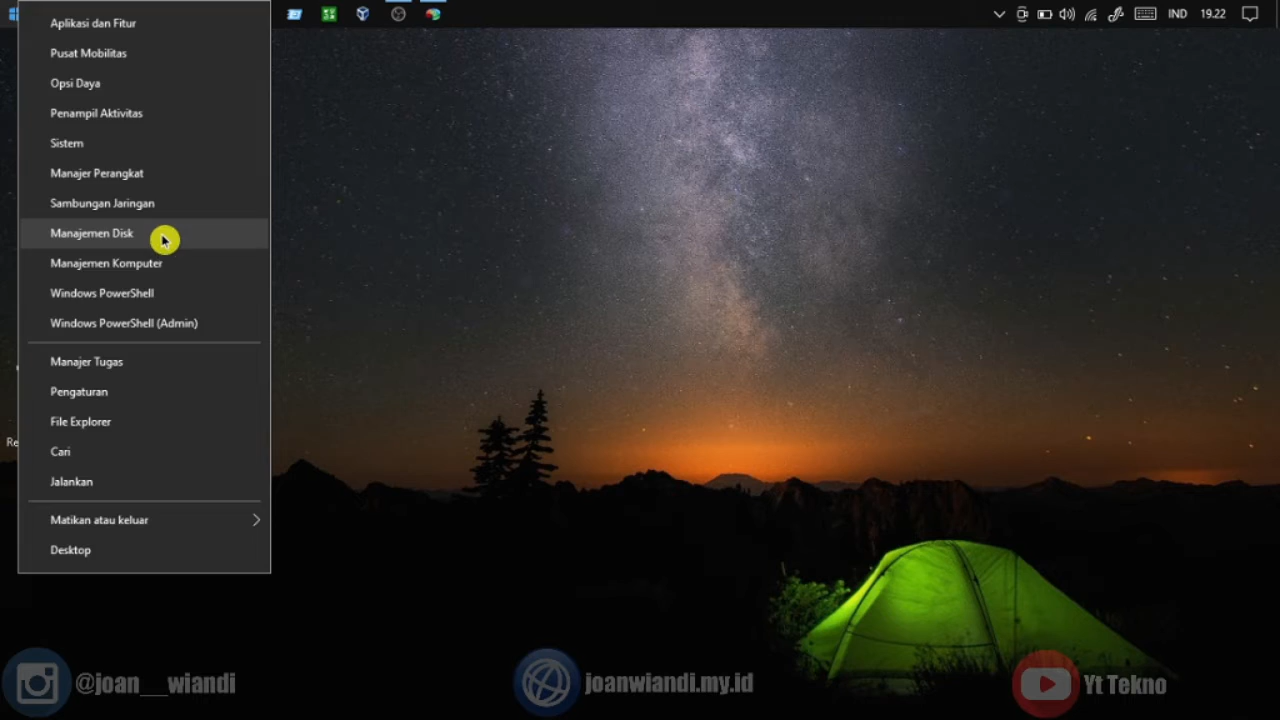 Aplikasi dan Fitur
Pusat Mobilitas
Opsi Daya
Penampil Aktivitas
Sistem
Manajer Perangkat
Sambungan Jaringan
Manajemen Disk
Manajemen Komputer
Windows PowerShell
Windows PowerShell (Admin)
Manajer Tugas
Pengaturan
File Explorer
Cari
Jalankan
Matikan atau keluar
Desktop
IND 19.22
Re
@joan__wiandi
joanwiandi.my.id
Yt Tekno